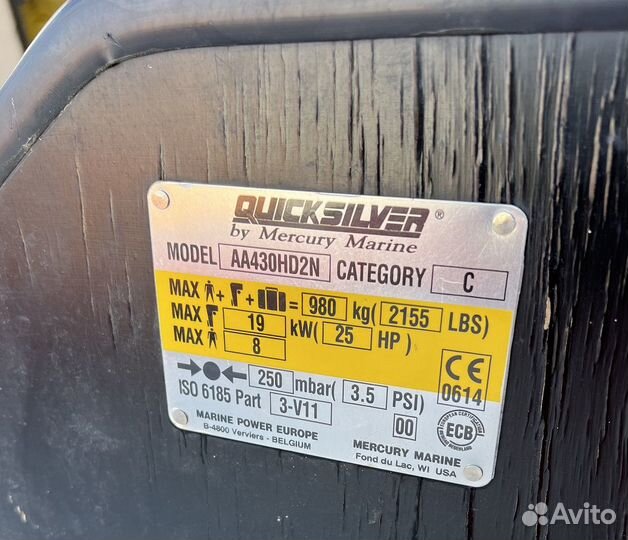 QUICKSILVER®
by Mercury Marine
MODEL AA430HD2N CATEGORY C
MAX + + = 980 kg( 2155 LBS)
MAX 19 kW( 25 HP)
MAX 8
CE
0614
250 mbar( 3.5 PSI)
ISO 6185 Part 3-V11 00
ECB
MARINE POWER EUROPE
B-4800 Verviers - BELGIUM
MERCURY MARINE
Fond du Lac, WI USA
Avito